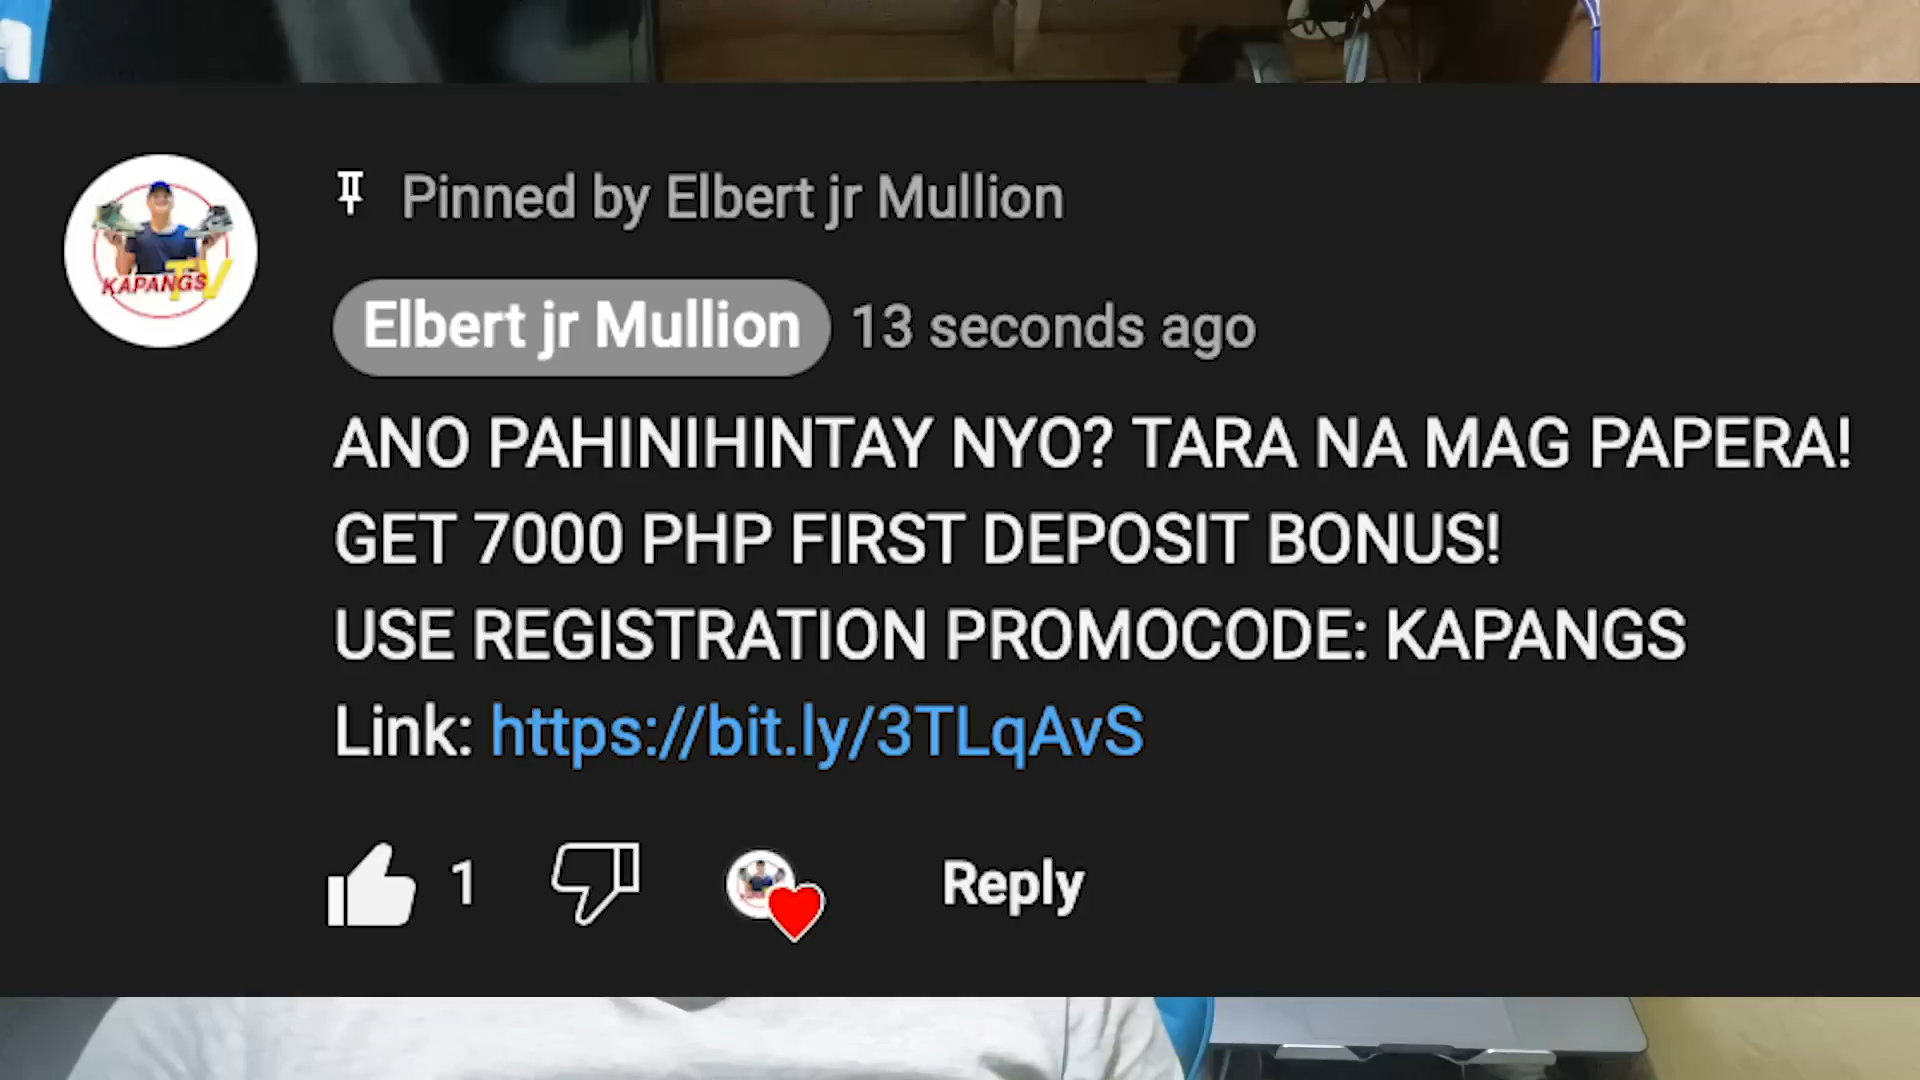 Pinned by Elbert jr Mullion
KAPANGS TV
Elbert jr Mullion 13 seconds ago
ANO PAHINIHINTAY NYO? TARA NA MAG PAPERA!
GET 7000 PHP FIRST DEPOSIT BONUS!
USE REGISTRATION PROMOCODE: KAPANGS
Link: https://bit.ly/3TLqAvS
1 Reply